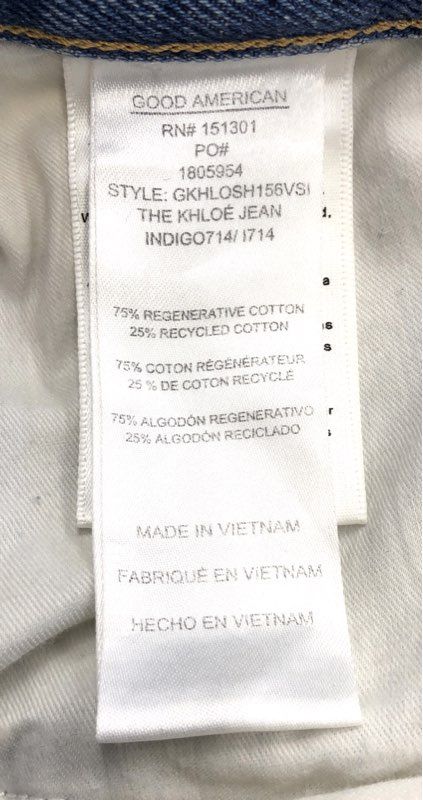 GOOD AMERICAN
RN# 151301
PO#
1805954
STYLE: GKHLOSH156VSI
THE KHLOÉ JEAN
INDIGO714/ I714
75% REGENERATIVE COTTON
25% RECYCLED COTTON
75% COTON RÉGÉNÉRATEUR
25 % DE COTON RECYCLÉ
75% ALGODÓN REGENERATIVO
25% ALGODÓN RECICLADO
MADE IN VIETNAM
FABRIQUÉ EN VIETNAM
HECHO EN VIETNAM